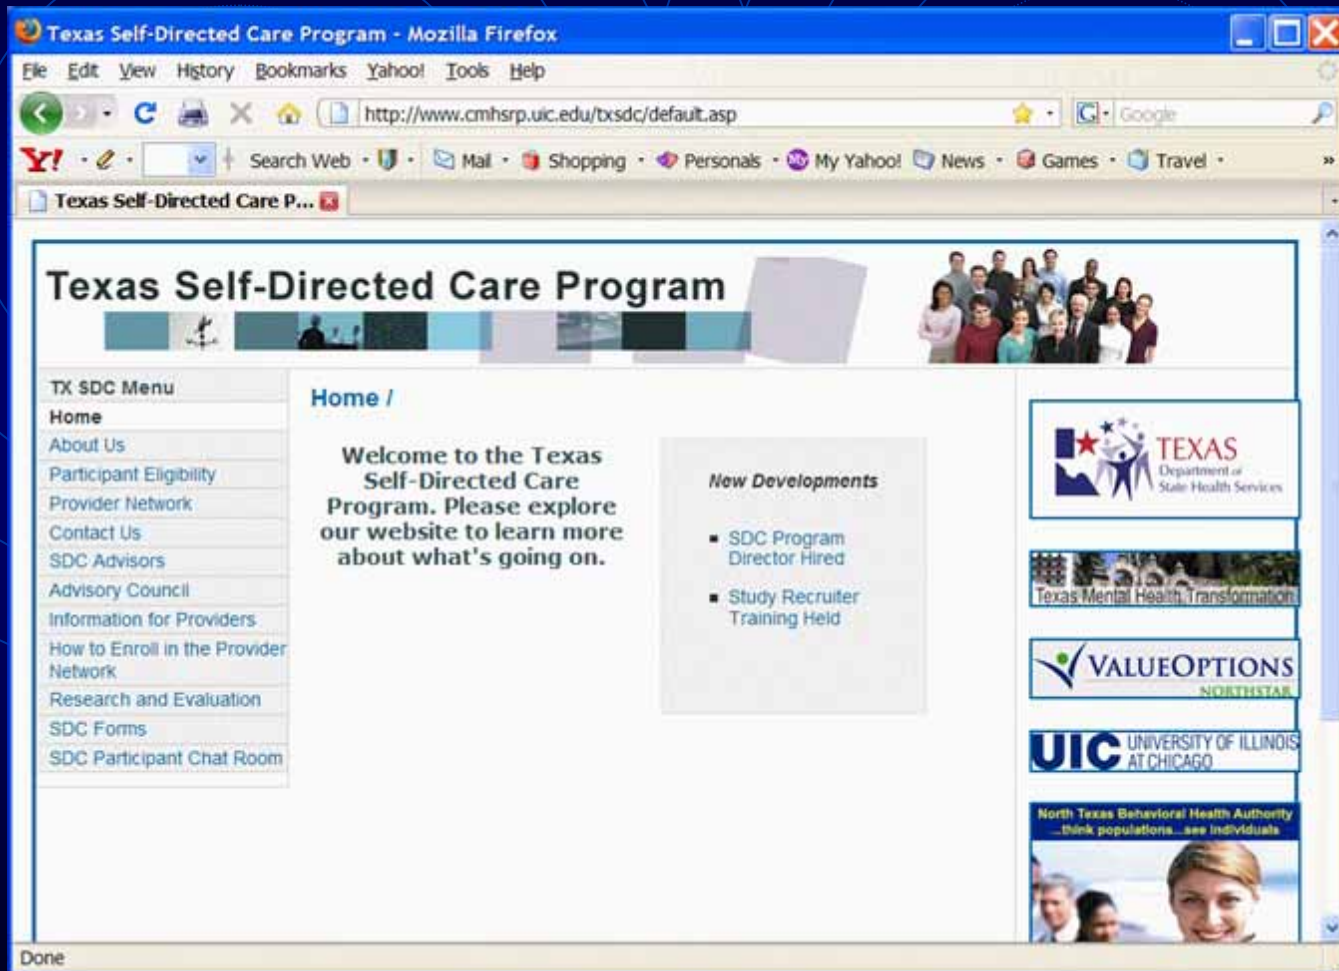 Texas Self-Directed Care Program - Mozilla Firefox
File Edit View History Bookmarks Yahoo! Tools Help
http://www.cmhsrp.uic.edu/txsdc/default.asp
G Google
Y! Search Web Mail Shopping Personals My My Yahoo! News Games Travel »
Texas Self-Directed Care P...
Texas Self-Directed Care Program
TX SDC Menu
Home
About Us
Participant Eligibility
Provider Network
Contact Us
SDC Advisors
Advisory Council
Information for Providers
How to Enroll in the Provider
Network
Research and Evaluation
SDC Forms
SDC Participant Chat Room
Home /
Welcome to the Texas
Self-Directed Care
Program. Please explore
our website to learn more
about what's going on.
New Developments
SDC Program
Director Hired
Study Recruiter
Training Held
TEXAS
Department of
State Health Services
Texas Mental Health Transformation
VALUEOPTIONS
NORTHSTAR
UIC UNIVERSITY OF ILLINOIS
AT CHICAGO
North Texas Behavioral Health Authority
...think populations...see individuals
Done